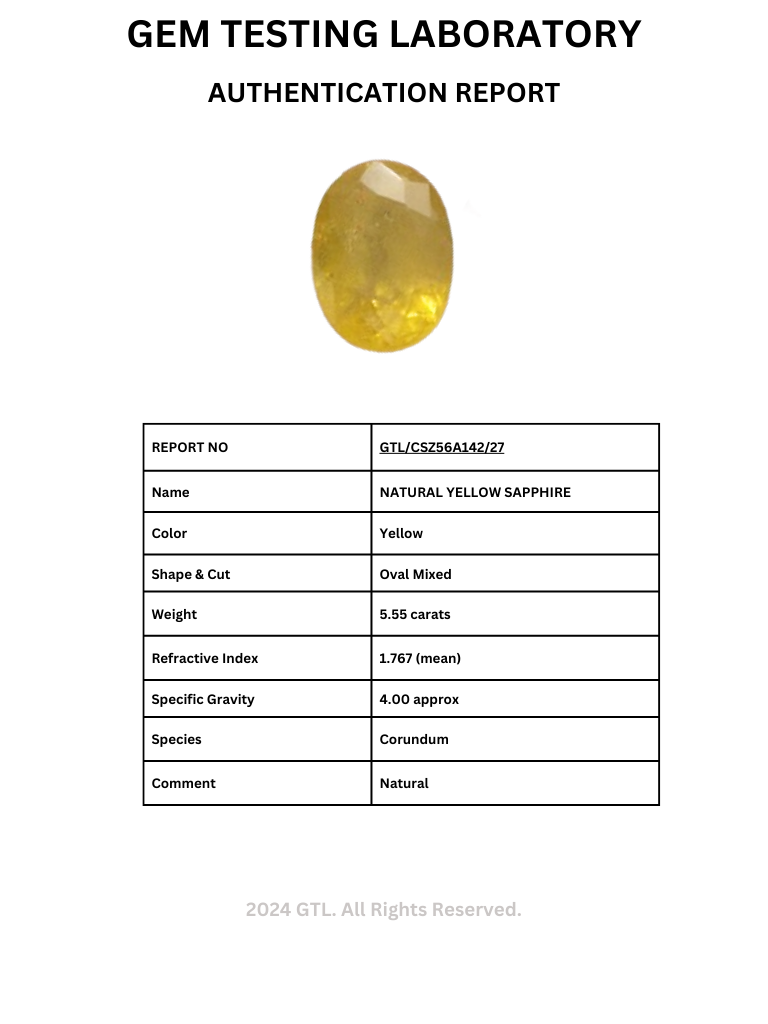 GEM TESTING LABORATORY
AUTHENTICATION REPORT
REPORT NO GTL/CSZ56A142/27
Name NATURAL YELLOW SAPPHIRE
Color Yellow
Shape & Cut Oval Mixed
Weight 5.55 carats
Refractive Index 1.767 (mean)
Specific Gravity 4.00 approx
Species Corundum
Comment Natural
2024 GTL. All Rights Reserved.